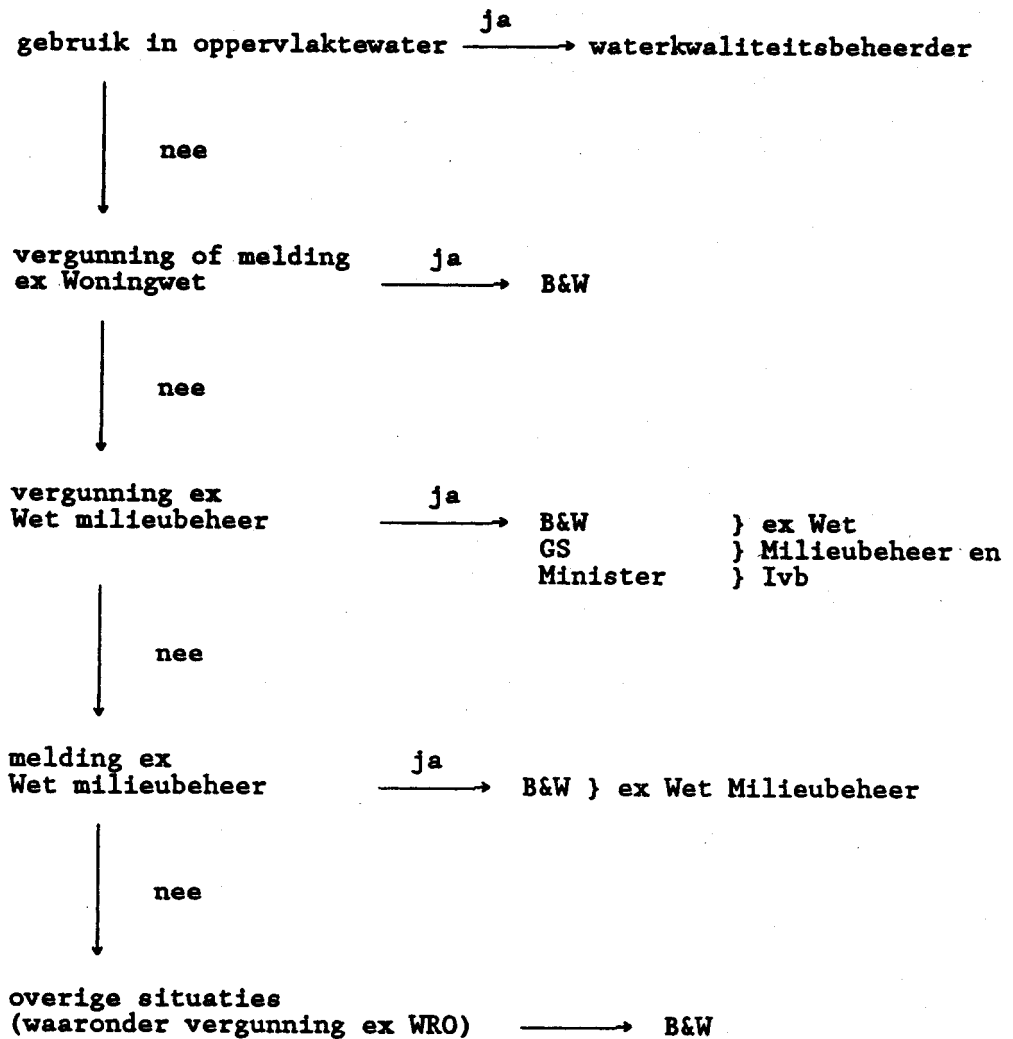 ja
gebruik in oppervlaktewater → waterkwaliteitsbeheerder
nee
vergunning of melding ja
ex Woningwet → B&W
nee
vergunning ex ja
Wet milieubeheer → B&W } ex Wet
GS } Milieubeheer en
Minister } Ivb
nee
melding ex ja
Wet milieubeheer → B&W } ex Wet Milieubeheer
nee
overige situaties
(waaronder vergunning ex WRO) → B&W